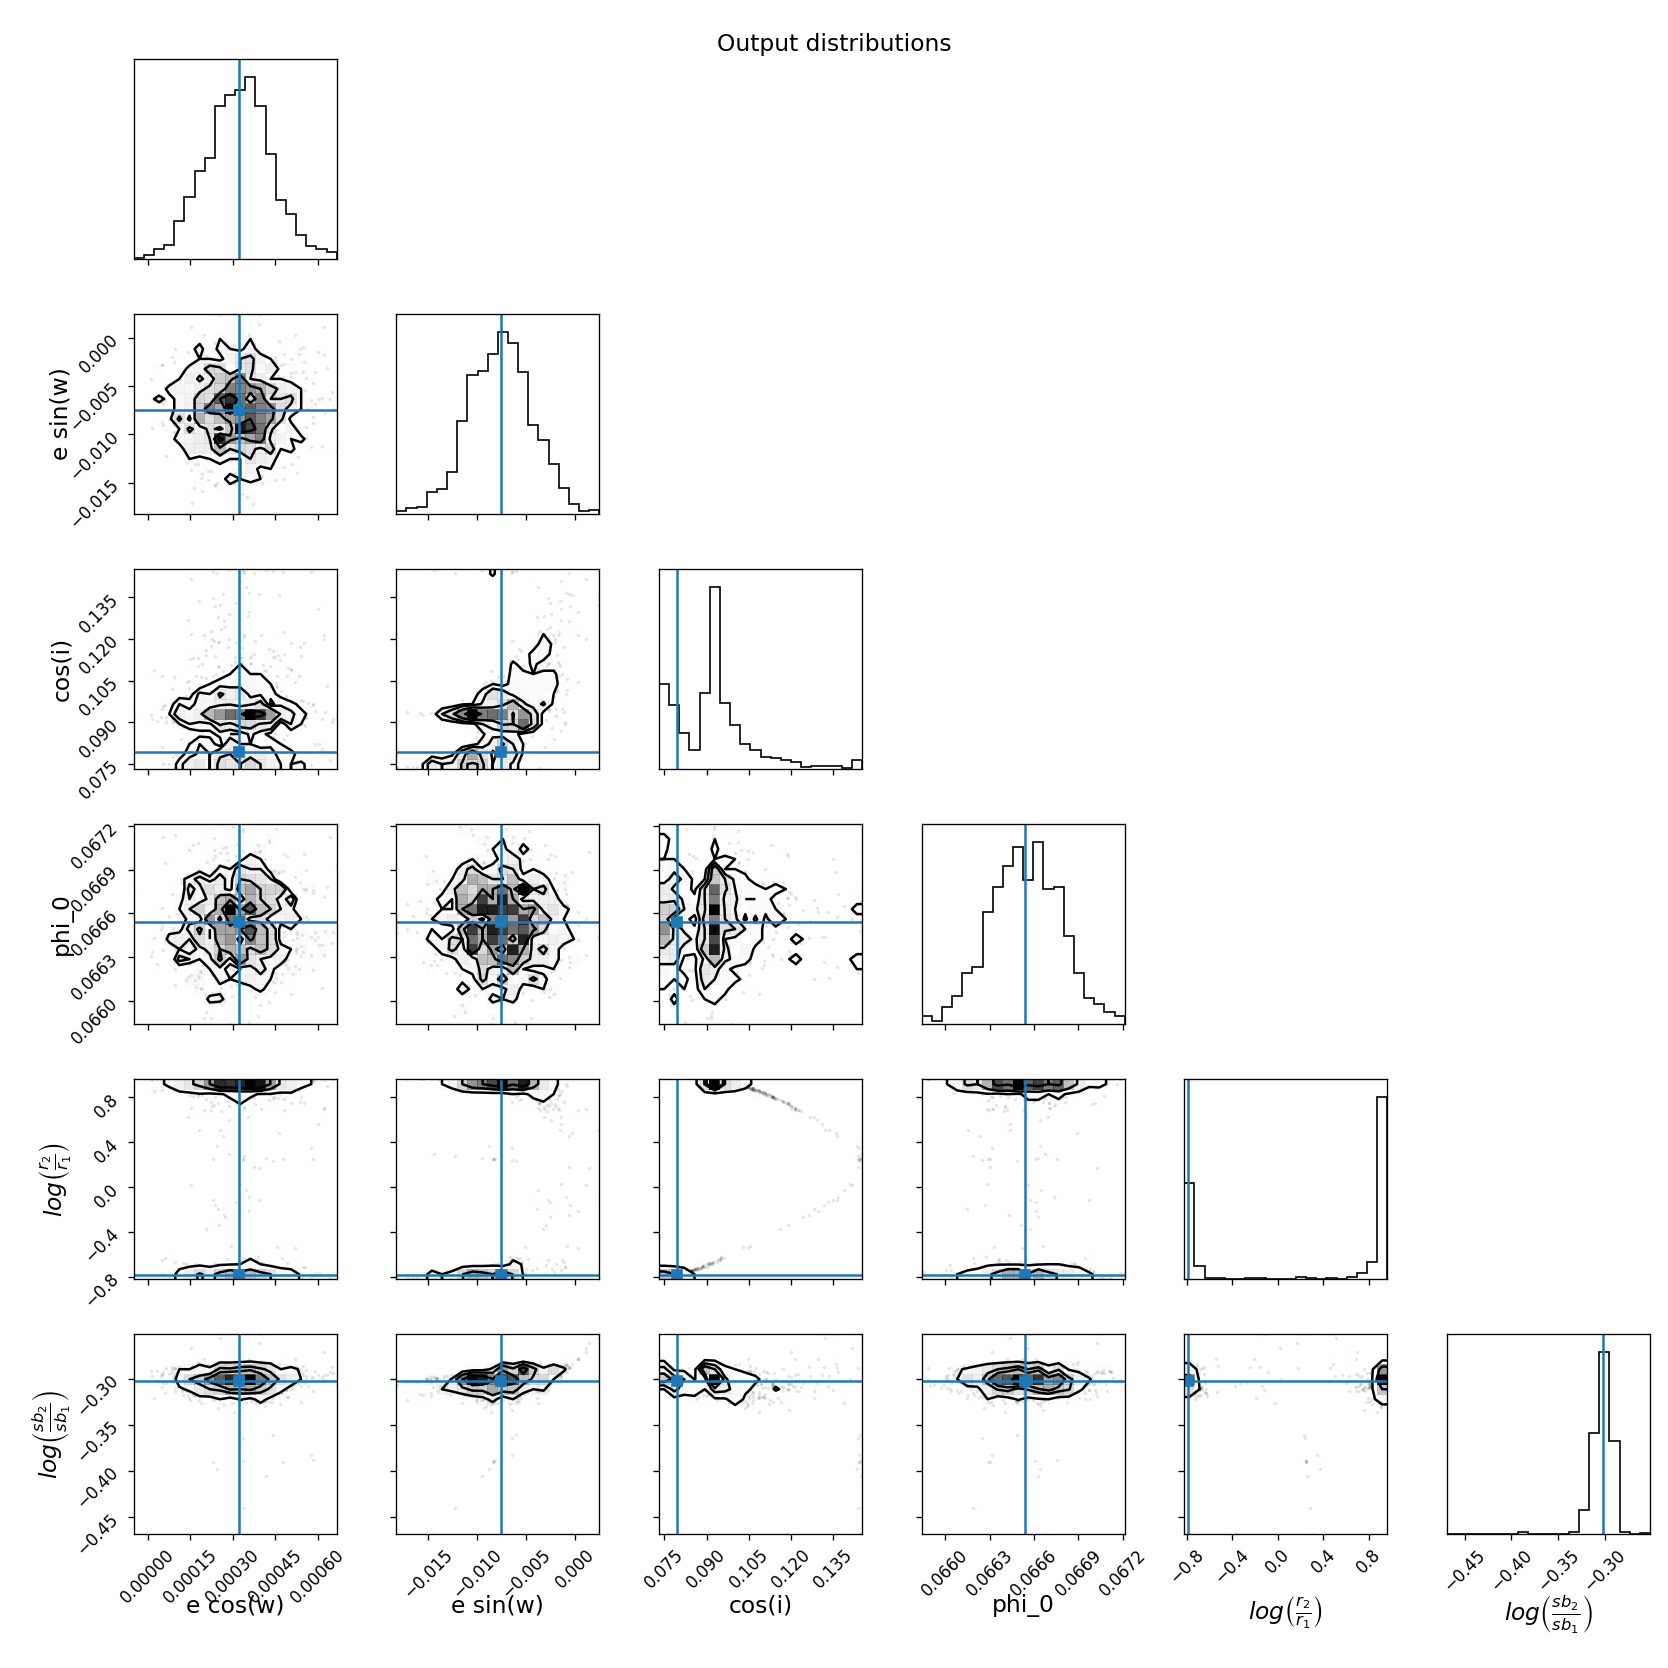 Output distributions
e sin(w)
0.000
−0.005
−0.010
−0.015
cos(i)
0.135
0.120
0.105
0.090
0.075
phi_0
0.0672
0.0669
0.0666
0.0663
0.0660
log(r2/r1)
0.8
0.4
0.0
−0.4
−0.8
log(sb2/sb1)
−0.30
−0.35
−0.40
−0.45
0.00000 0.00015 0.00030 0.00045 0.00060
−0.015 −0.010 −0.005 0.000
0.075 0.090 0.105 0.120 0.135
0.0660 0.0663 0.0666 0.0669 0.0672
−0.8 −0.4 0.0 0.4 0.8
−0.45 −0.40 −0.35 −0.30
e cos(w) e sin(w) cos(i) phi_0 log(r2/r1) log(sb2/sb1)